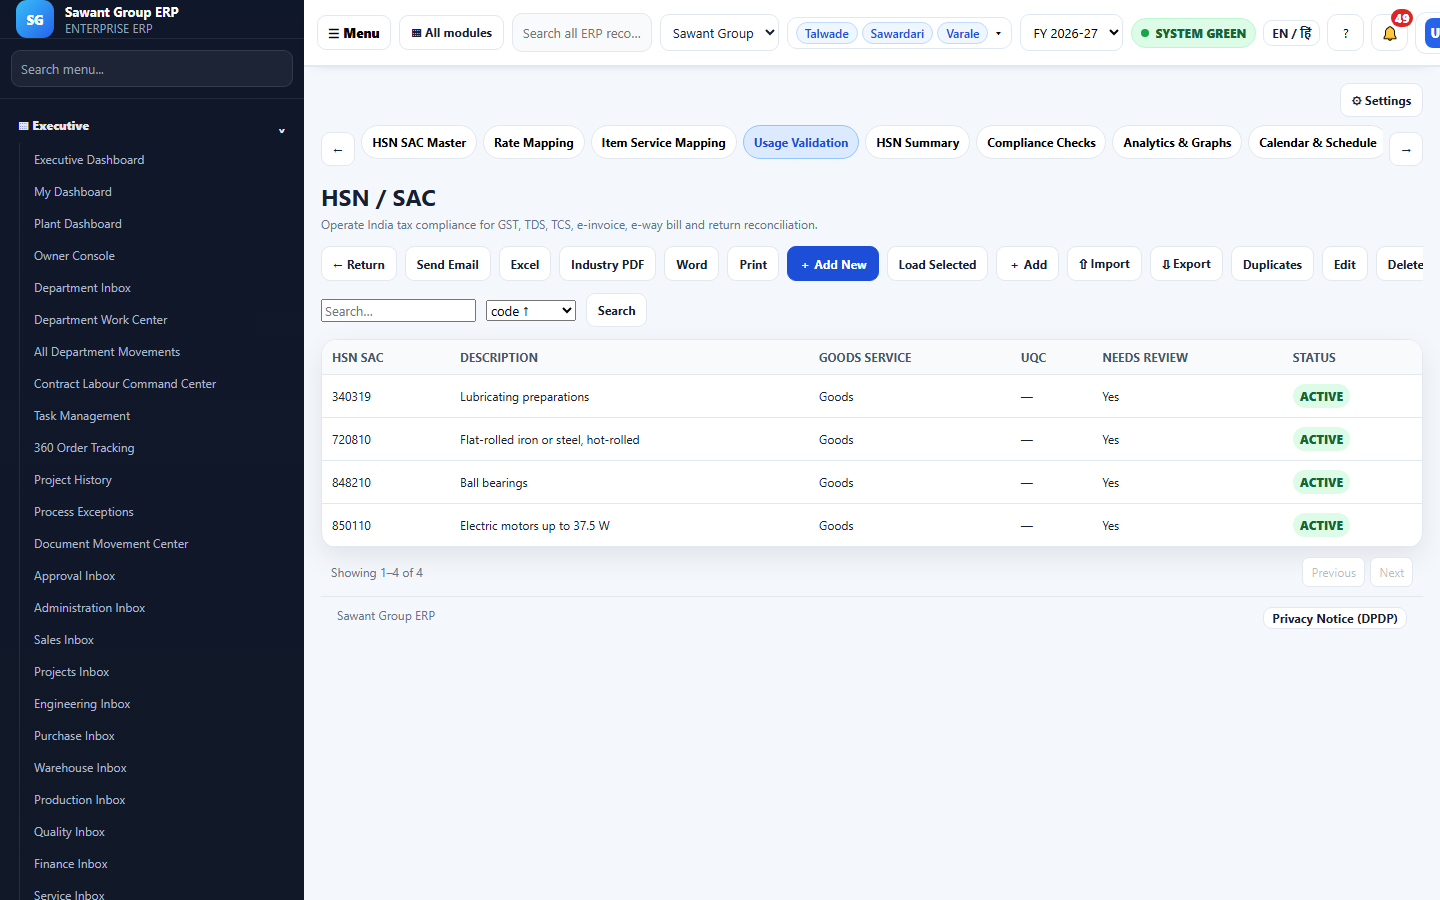 SG
Sawant Group ERP
ENTERPRISE ERP
Search menu...
Executive
Executive Dashboard
My Dashboard
Plant Dashboard
Owner Console
Department Inbox
Department Work Center
All Department Movements
Contract Labour Command Center
Task Management
360 Order Tracking
Project History
Process Exceptions
Document Movement Center
Approval Inbox
Administration Inbox
Sales Inbox
Projects Inbox
Engineering Inbox
Purchase Inbox
Warehouse Inbox
Production Inbox
Quality Inbox
Finance Inbox
Service Inbox
☰ Menu
All modules
Search all ERP reco...
Sawant Group
Talwade Sawardari Varale
FY 2026-27
SYSTEM GREEN
EN / हिं
?
49
U
⚙ Settings
←
HSN SAC Master
Rate Mapping
Item Service Mapping
Usage Validation
HSN Summary
Compliance Checks
Analytics & Graphs
Calendar & Schedule
→
HSN / SAC
Operate India tax compliance for GST, TDS, TCS, e-invoice, e-way bill and return reconciliation.
← Return
Send Email
Excel
Industry PDF
Word
Print
+ Add New
Load Selected
+ Add
⇧ Import
⇩ Export
Duplicates
Edit
Delete
Search...
code ↑
Search
HSN SAC DESCRIPTION GOODS SERVICE UQC NEEDS REVIEW STATUS
340319 Lubricating preparations Goods — Yes ACTIVE
720810 Flat-rolled iron or steel, hot-rolled Goods — Yes ACTIVE
848210 Ball bearings Goods — Yes ACTIVE
850110 Electric motors up to 37.5 W Goods — Yes ACTIVE
Showing 1–4 of 4
Previous
Next
Sawant Group ERP
Privacy Notice (DPDP)